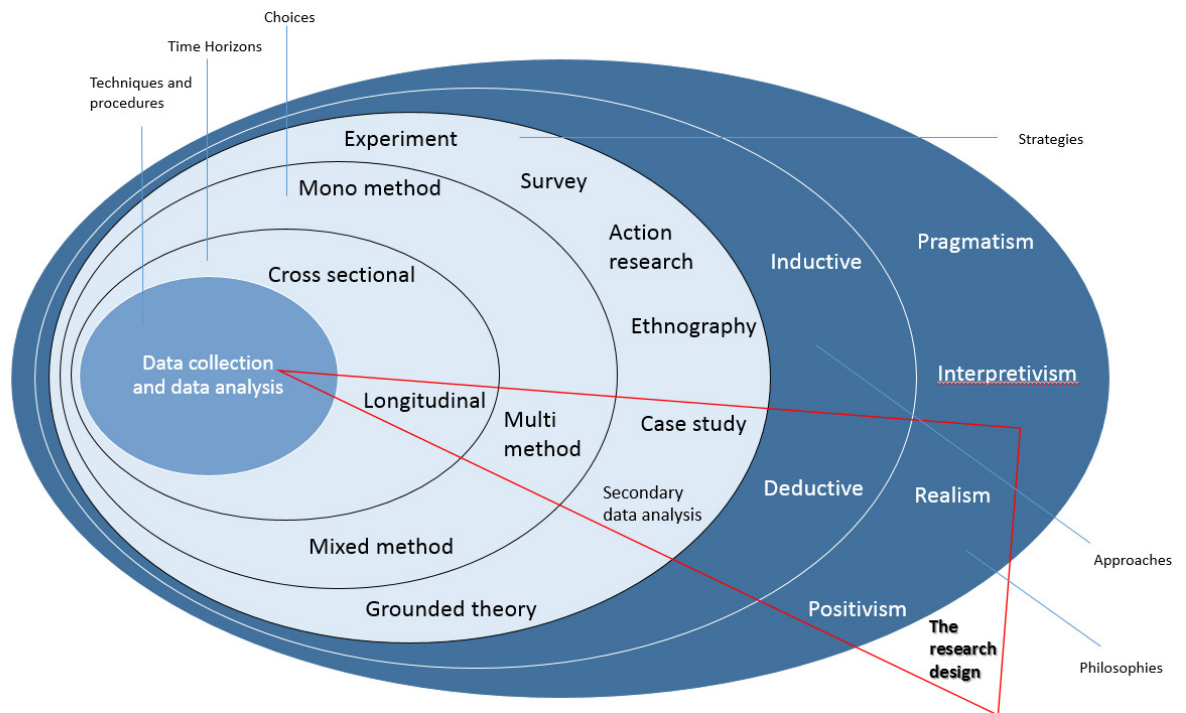 Choices
Time Horizons
Techniques and
procedures
Experiment
Strategies
Mono method
Survey
Action
research
Pragmatism
Inductive
Cross sectional
Ethnography
Data collection
and data analysis
Interpretivism
Longitudinal
Multi
method
Case study
Deductive
Realism
Secondary
data analysis
Mixed method
Approaches
Grounded theory
Positivism
The
research
design
Philosophies